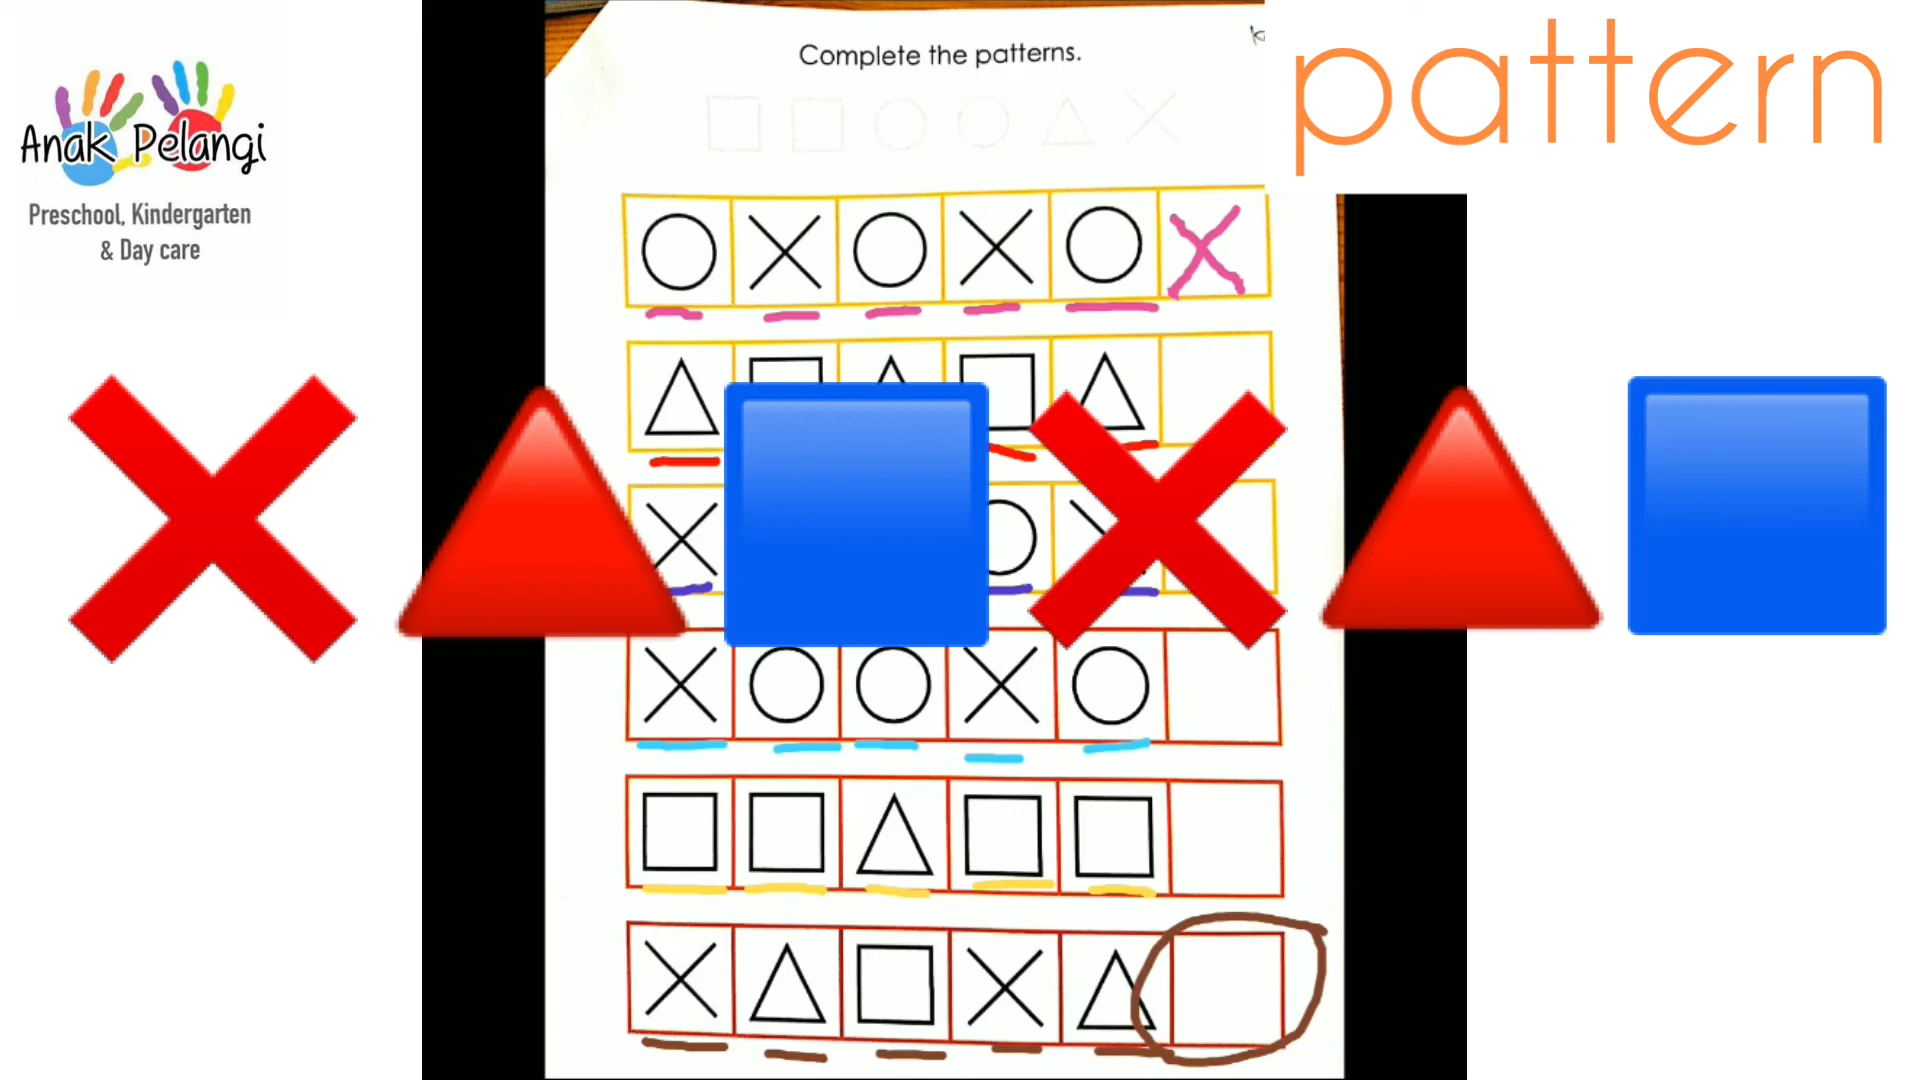 Anak Pelangi
Preschool, Kindergarten
& Day care
Complete the patterns.
pattern